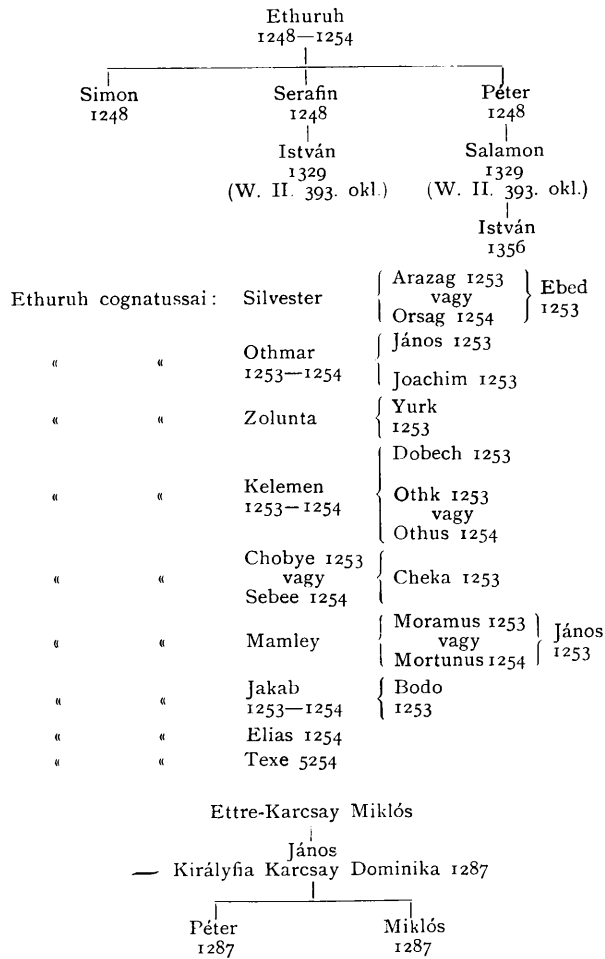 Ethuruh
1248—1254
Simon Serafin Péter
1248 1248 1248
István Salamon
1329 1329
(W. II. 393. okl.) (W. II. 393. okl.)
István
1356
Arazag 1253
Ethuruh cognatussai: Silvester vagy Ebed
Orsag 1254 1253
Othmar János 1253
« « 1253—1254 Joachim 1253
« « Zolunta Yurk
1253
Dobech 1253
« « Kelemen Othk 1253
1253—1254 vagy
Othus 1254
Chobye 1253
« « vagy Cheka 1253
Sebee 1254
Moramus 1253 János
« « Mamley vagy 1253
Mortunus 1254
Jakab Bodo
« « 1253—1254 1253
« « Elias 1254
« « Texe 5254
Ettre-Karcsay Miklós
János
— Királyfia Karcsay Dominika 1287
Péter Miklós
1287 1287